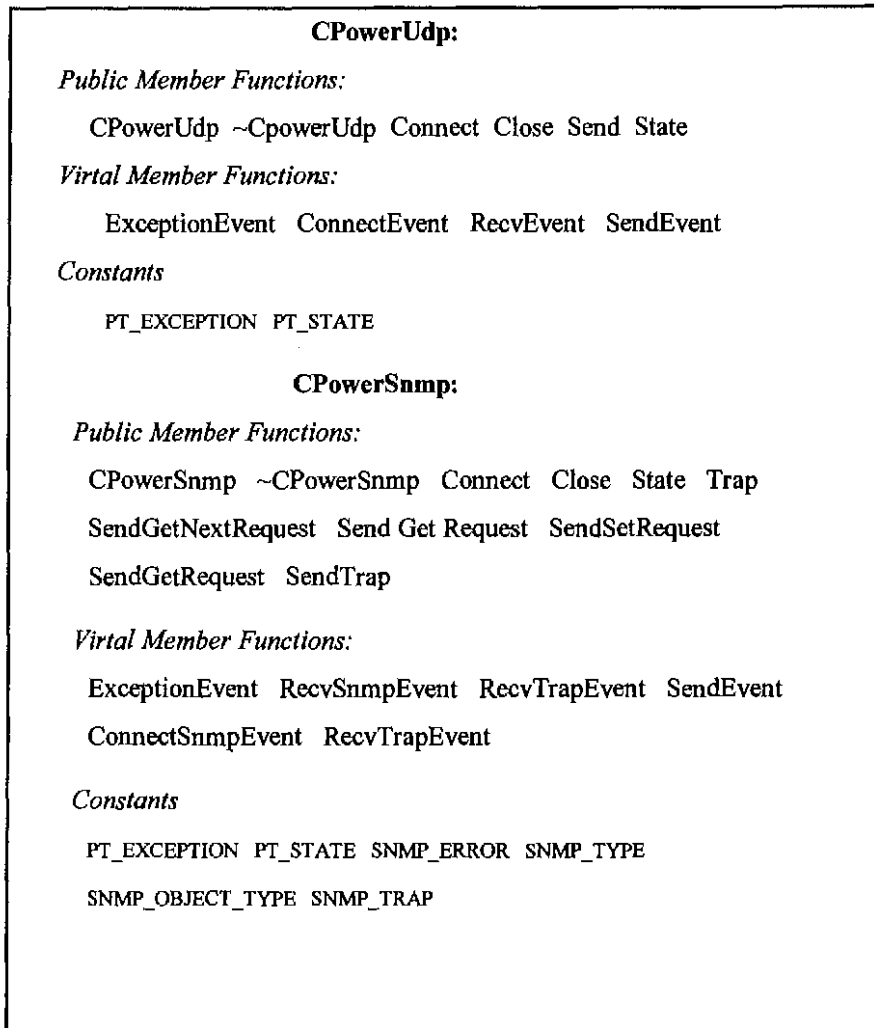 CPowerUdp:
Public Member Functions:
CPowerUdp ~CpowerUdp Connect Close Send State
Virtal Member Functions:
ExceptionEvent ConnectEvent RecvEvent SendEvent
Constants
PT_EXCEPTION PT_STATE
CPowerSnmp:
Public Member Functions:
CPowerSnmp ~CPowerSnmp Connect Close State Trap
SendGetNextRequest Send Get Request SendSetRequest
SendGetRequest SendTrap
Virtal Member Functions:
ExceptionEvent RecvSnmpEvent RecvTrapEvent SendEvent
ConnectSnmpEvent RecvTrapEvent
Constants
PT_EXCEPTION PT_STATE SNMP_ERROR SNMP_TYPE
SNMP_OBJECT_TYPE SNMP_TRAP